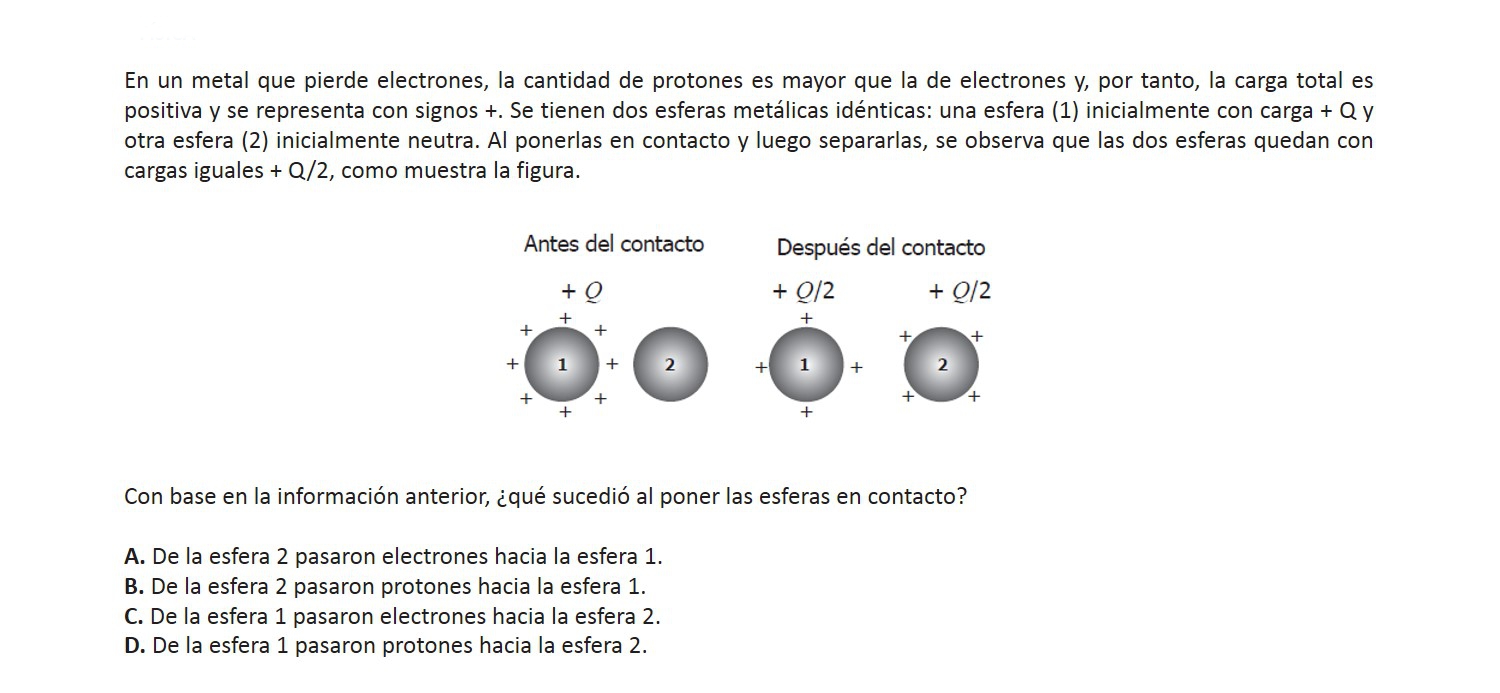 En un metal que pierde electrones, la cantidad de protones es mayor que la de electrones y, por tanto, la carga total es
positiva y se representa con signos +. Se tienen dos esferas metálicas idénticas: una esfera (1) inicialmente con carga + Q y
otra esfera (2) inicialmente neutra. Al ponerlas en contacto y luego separarlas, se observa que las dos esferas quedan con
cargas iguales + Q/2, como muestra la figura.
Antes del contacto Después del contacto
+ Q + Q/2 + Q/2
+ +
+ + + +
+ 1 + 2 + 1 + 2
+ + + +
+ +
Con base en la información anterior, ¿qué sucedió al poner las esferas en contacto?
A. De la esfera 2 pasaron electrones hacia la esfera 1.
B. De la esfera 2 pasaron protones hacia la esfera 1.
C. De la esfera 1 pasaron electrones hacia la esfera 2.
D. De la esfera 1 pasaron protones hacia la esfera 2.